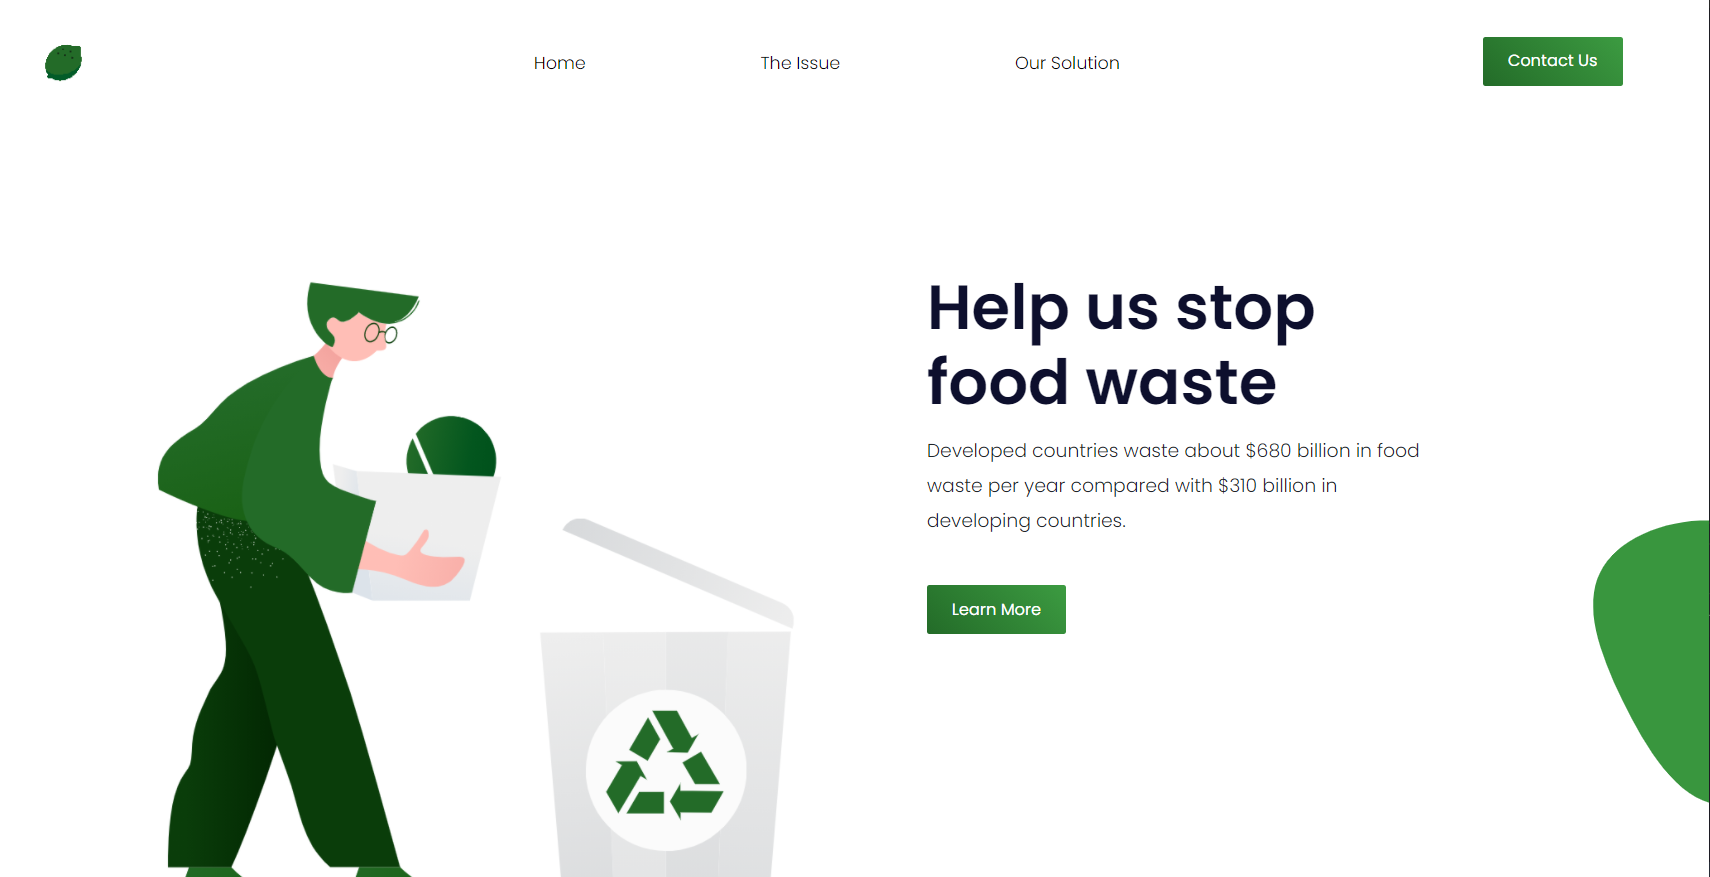 Home
The Issue
Our Solution
Contact Us
Help us stop
food waste
Developed countries waste about $680 billion in food
waste per year compared with $310 billion in
developing countries.
Learn More